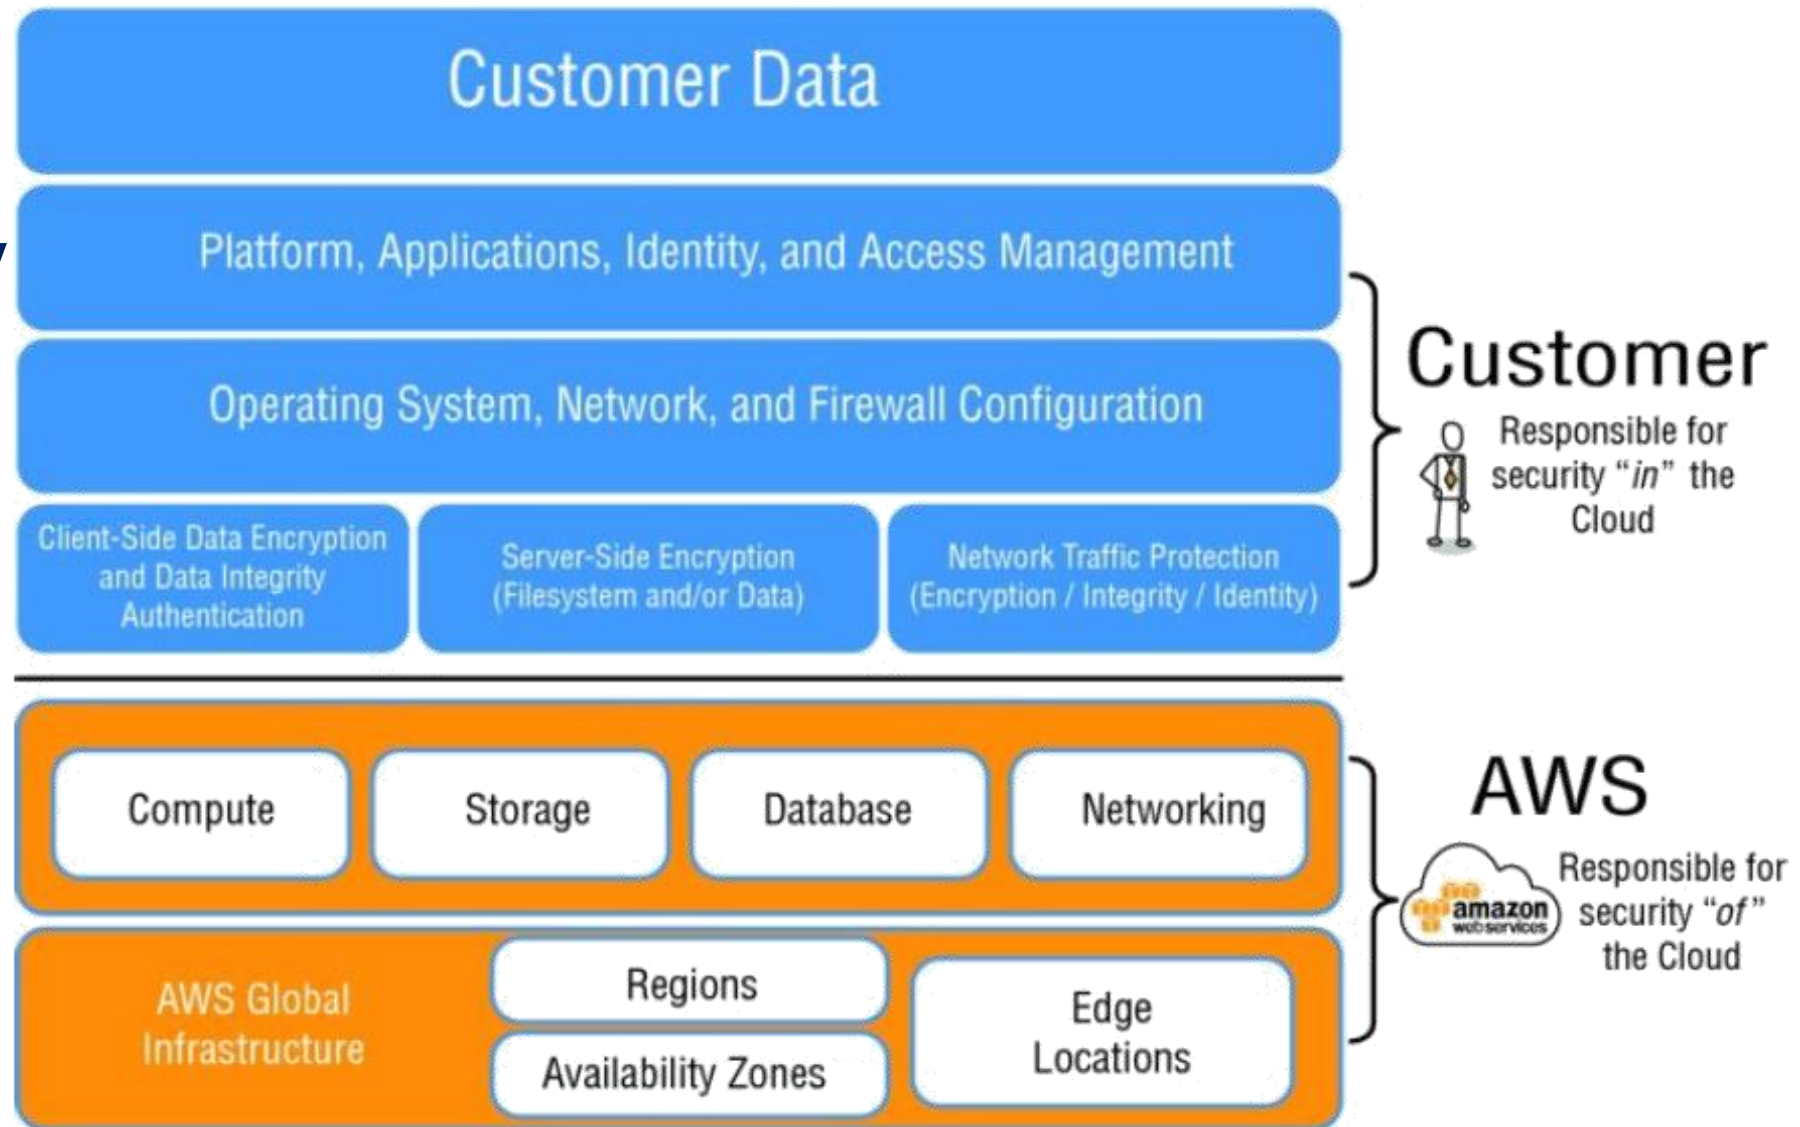 Customer Data
Platform, Applications, Identity, and Access Management
Operating System, Network, and Firewall Configuration
Client-Side Data Encryption
and Data Integrity
Authentication
Server-Side Encryption
(Filesystem and/or Data)
Network Traffic Protection
(Encryption / Integrity / Identity)
Customer
Responsible for
security “in” the
Cloud
Compute
Storage
Database
Networking
AWS Global
Infrastructure
Regions
Availability Zones
Edge
Locations
AWS
amazon
webservices
Responsible for
security “of”
the Cloud